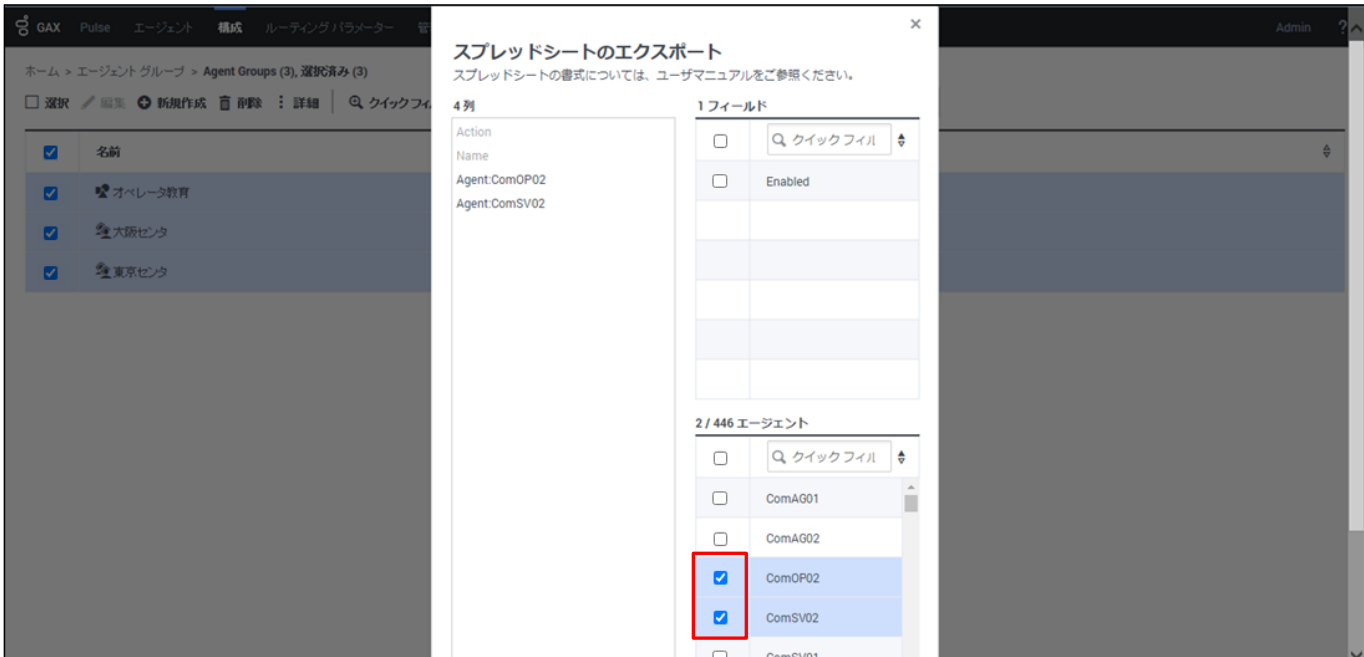 GAX Pulse エージェント 構成 ルーティング パラメーター 管 Admin ?
ホーム > エージェント グループ > Agent Groups (3), 選択済み (3)
選択 編集 新規作成 削除 詳細 クイックフィ
名前
オペレータ教育
大阪センタ
東京センタ
×
スプレッドシートのエクスポート
スプレッドシートの書式については、ユーザマニュアルをご参照ください。
4 列
Action
Name
Agent:ComOP02
Agent:ComSV02
1 フィールド
クイック フィル
Enabled
2 / 446 エージェント
クイック フィル
ComAG01
ComAG02
ComOP02
ComSV02
ComSV01